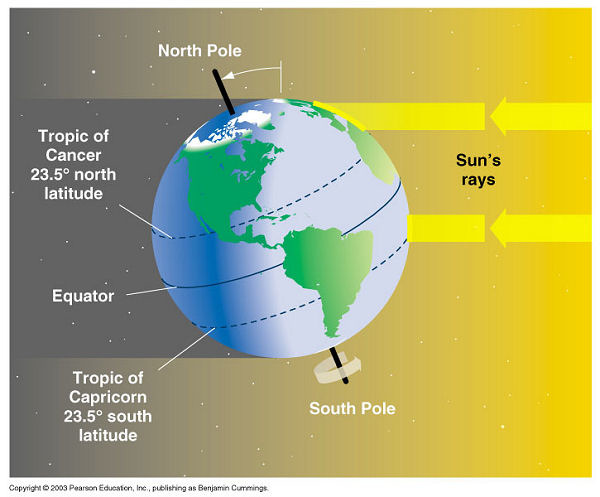 North Pole
Tropic of
Cancer
23.5° north
latitude
Sun's
rays
Equator
Tropic of
Capricorn
23.5° south
latitude
South Pole
Copyright © 2003 Pearson Education, Inc., publishing as Benjamin Cummings.